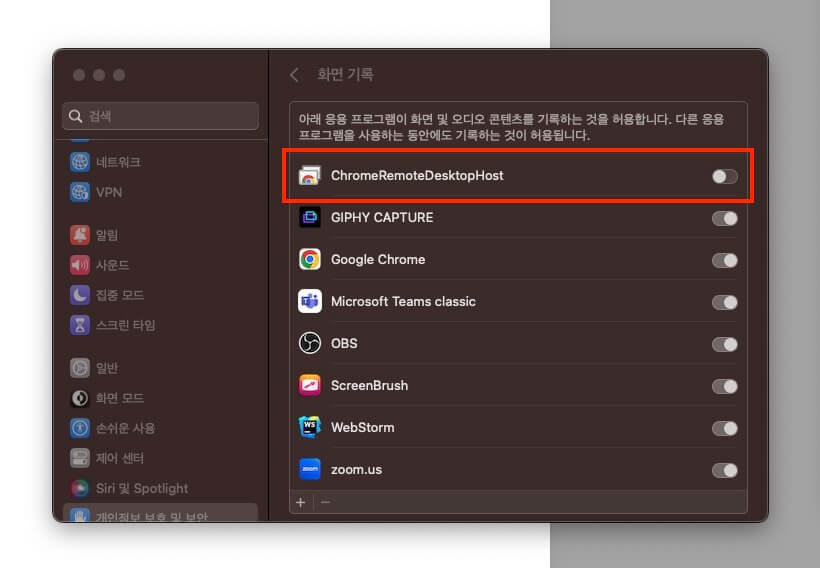 화면 기록
검색
네트워크
VPN
알림
사운드
집중 모드
스크린 타임
일반
화면 모드
손쉬운 사용
제어 센터
Siri 및 Spotlight
개인정보 보호 및 보안
아래 응용 프로그램이 화면 및 오디오 콘텐츠를 기록하는 것을 허용합니다. 다른 응용
프로그램을 사용하는 동안에도 기록하는 것이 허용됩니다.
ChromeRemoteDesktopHost
GIPHY CAPTURE
Google Chrome
Microsoft Teams classic
OBS
ScreenBrush
WS
WebStorm
zoom
zoom.us